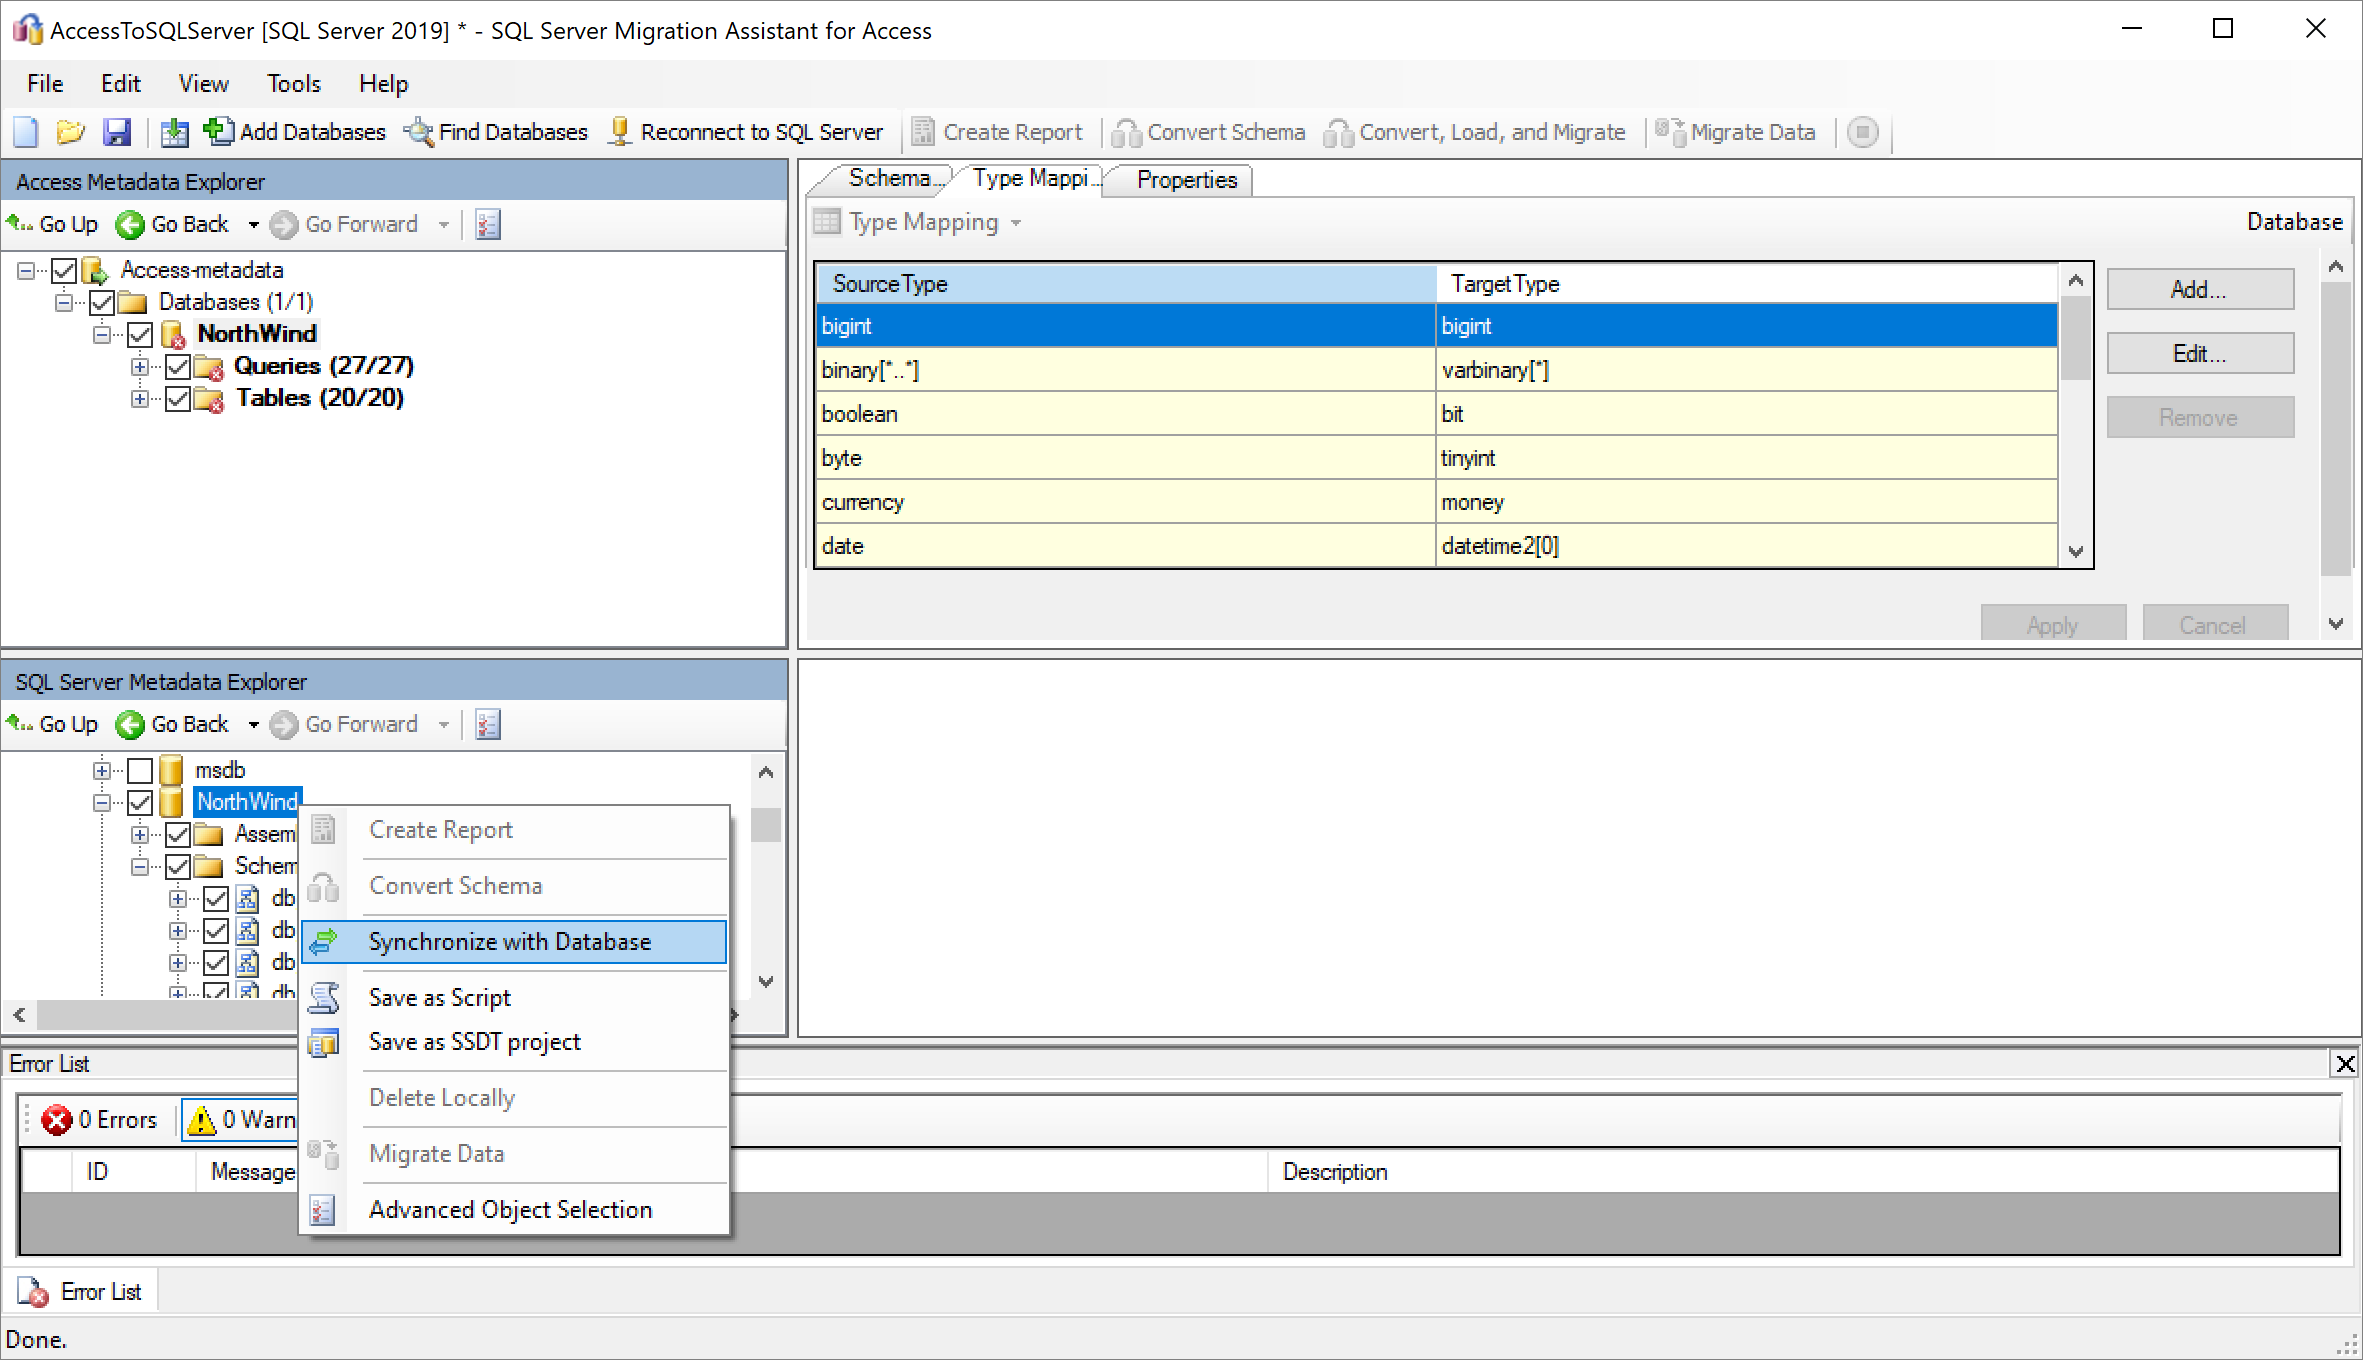 AccessToSQLServer [SQL Server 2019] * - SQL Server Migration Assistant for Access
File Edit View Tools Help
Add Databases Find Databases Reconnect to SQL Server Create Report Convert Schema Convert, Load, and Migrate Migrate Data
Access Metadata Explorer
Go Up Go Back Go Forward
Access-metadata
Databases (1/1)
NorthWind
Queries (27/27)
Tables (20/20)
Schema... Type Mappi... Properties
Type Mapping Database
SourceType TargetType
bigint bigint
binary[*..*] varbinary[*]
boolean bit
byte tinyint
currency money
date datetime2[0]
Add...
Edit...
Remove
Apply Cancel
SQL Server Metadata Explorer
Go Up Go Back Go Forward
msdb
NorthWind
Assem
Schem
db
db
db
db
Create Report
Convert Schema
Synchronize with Database
Save as Script
Save as SSDT project
Delete Locally
Migrate Data
Advanced Object Selection
Error List
0 Errors 0 Warn
ID Message Description
Error List
Done.